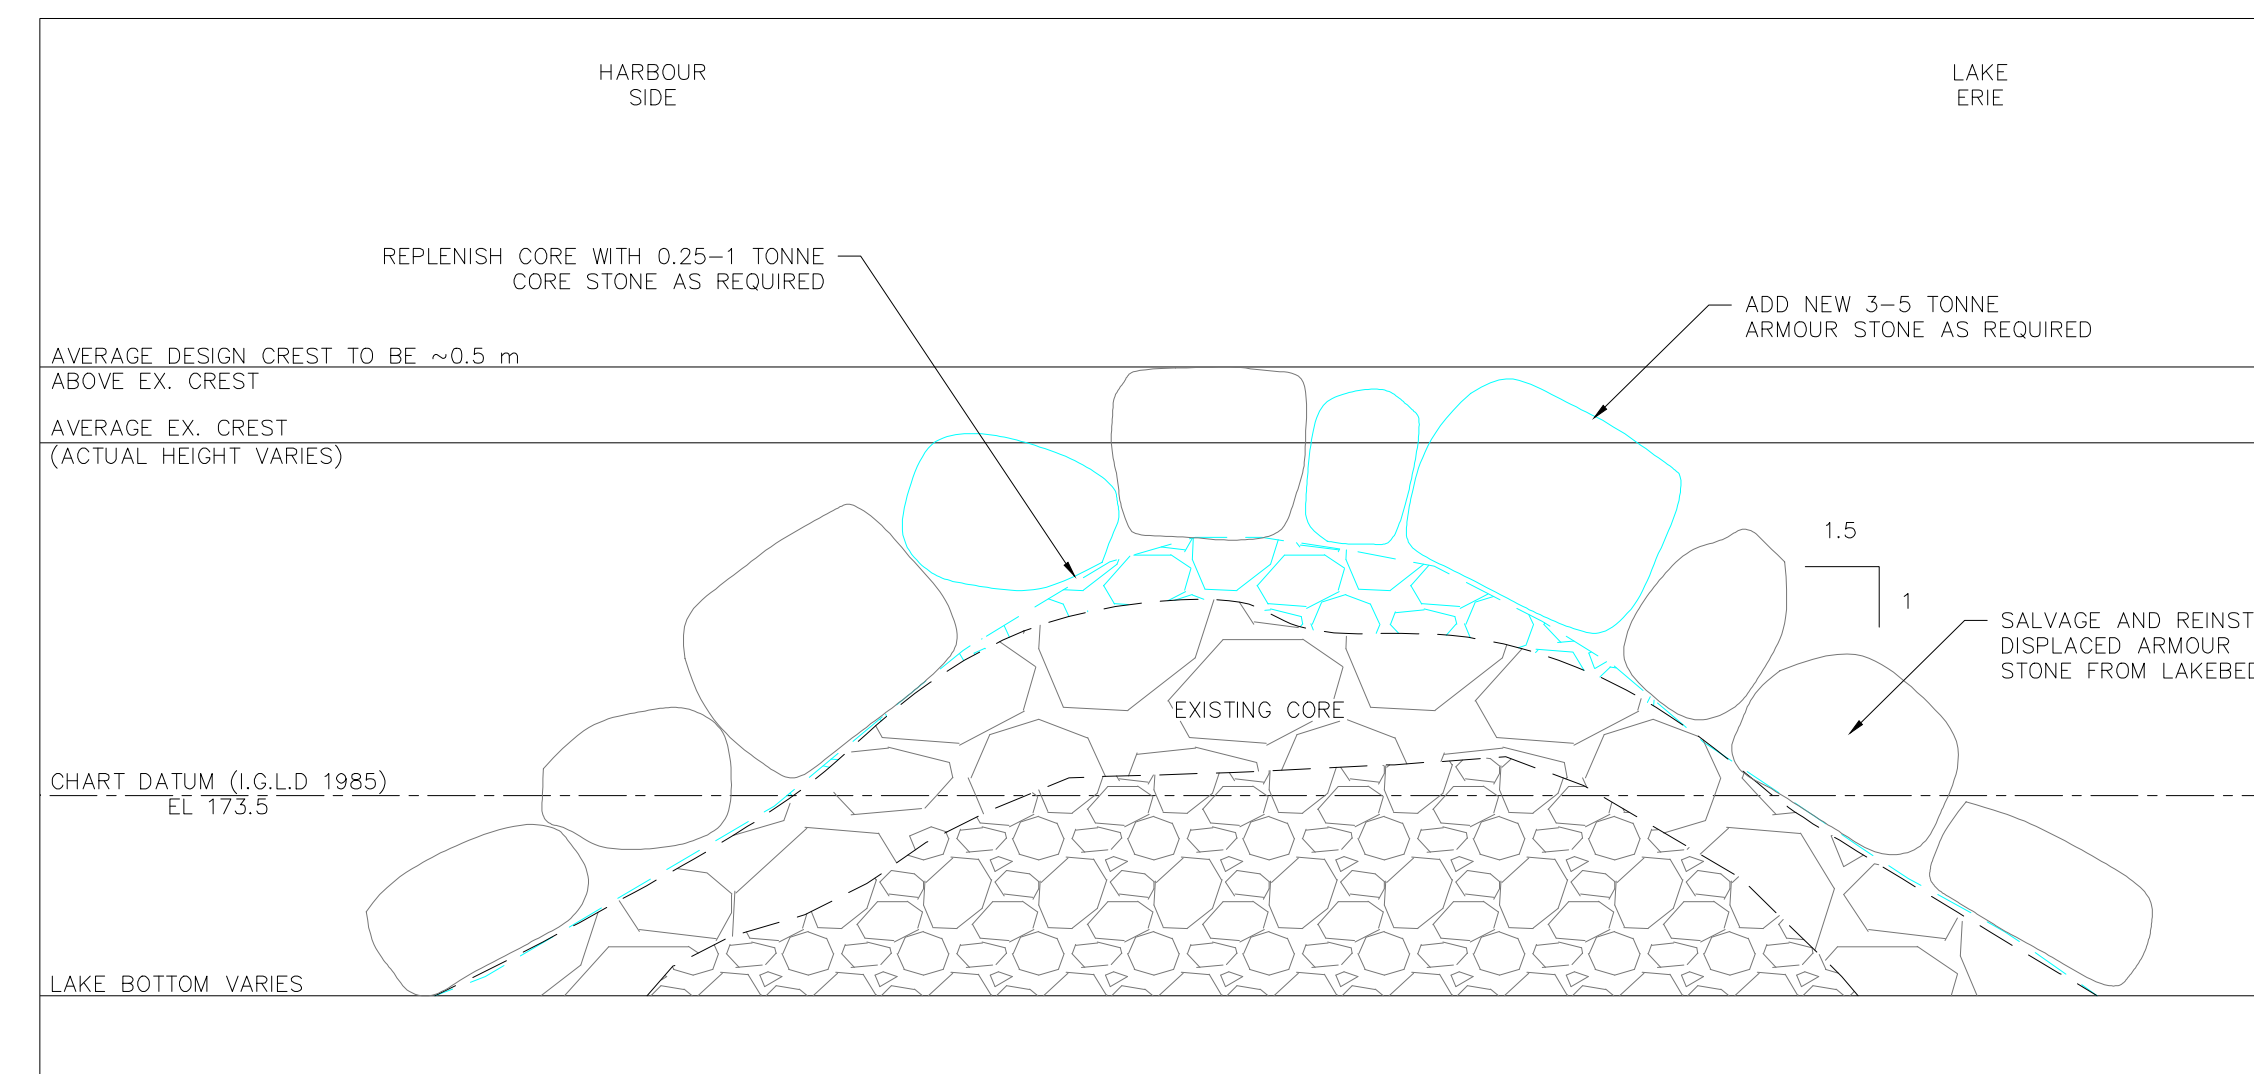 HARBOUR
SIDE
LAKE
ERIE
REPLENISH CORE WITH 0.25-1 TONNE
CORE STONE AS REQUIRED
ADD NEW 3-5 TONNE
ARMOUR STONE AS REQUIRED
AVERAGE DESIGN CREST TO BE ~0.5 m
ABOVE EX. CREST
AVERAGE EX. CREST
(ACTUAL HEIGHT VARIES)
1.5
1
SALVAGE AND REINST
DISPLACED ARMOUR
STONE FROM LAKEBED
EXISTING CORE
CHART DATUM (I.G.L.D 1985)
EL 173.5
LAKE BOTTOM VARIES